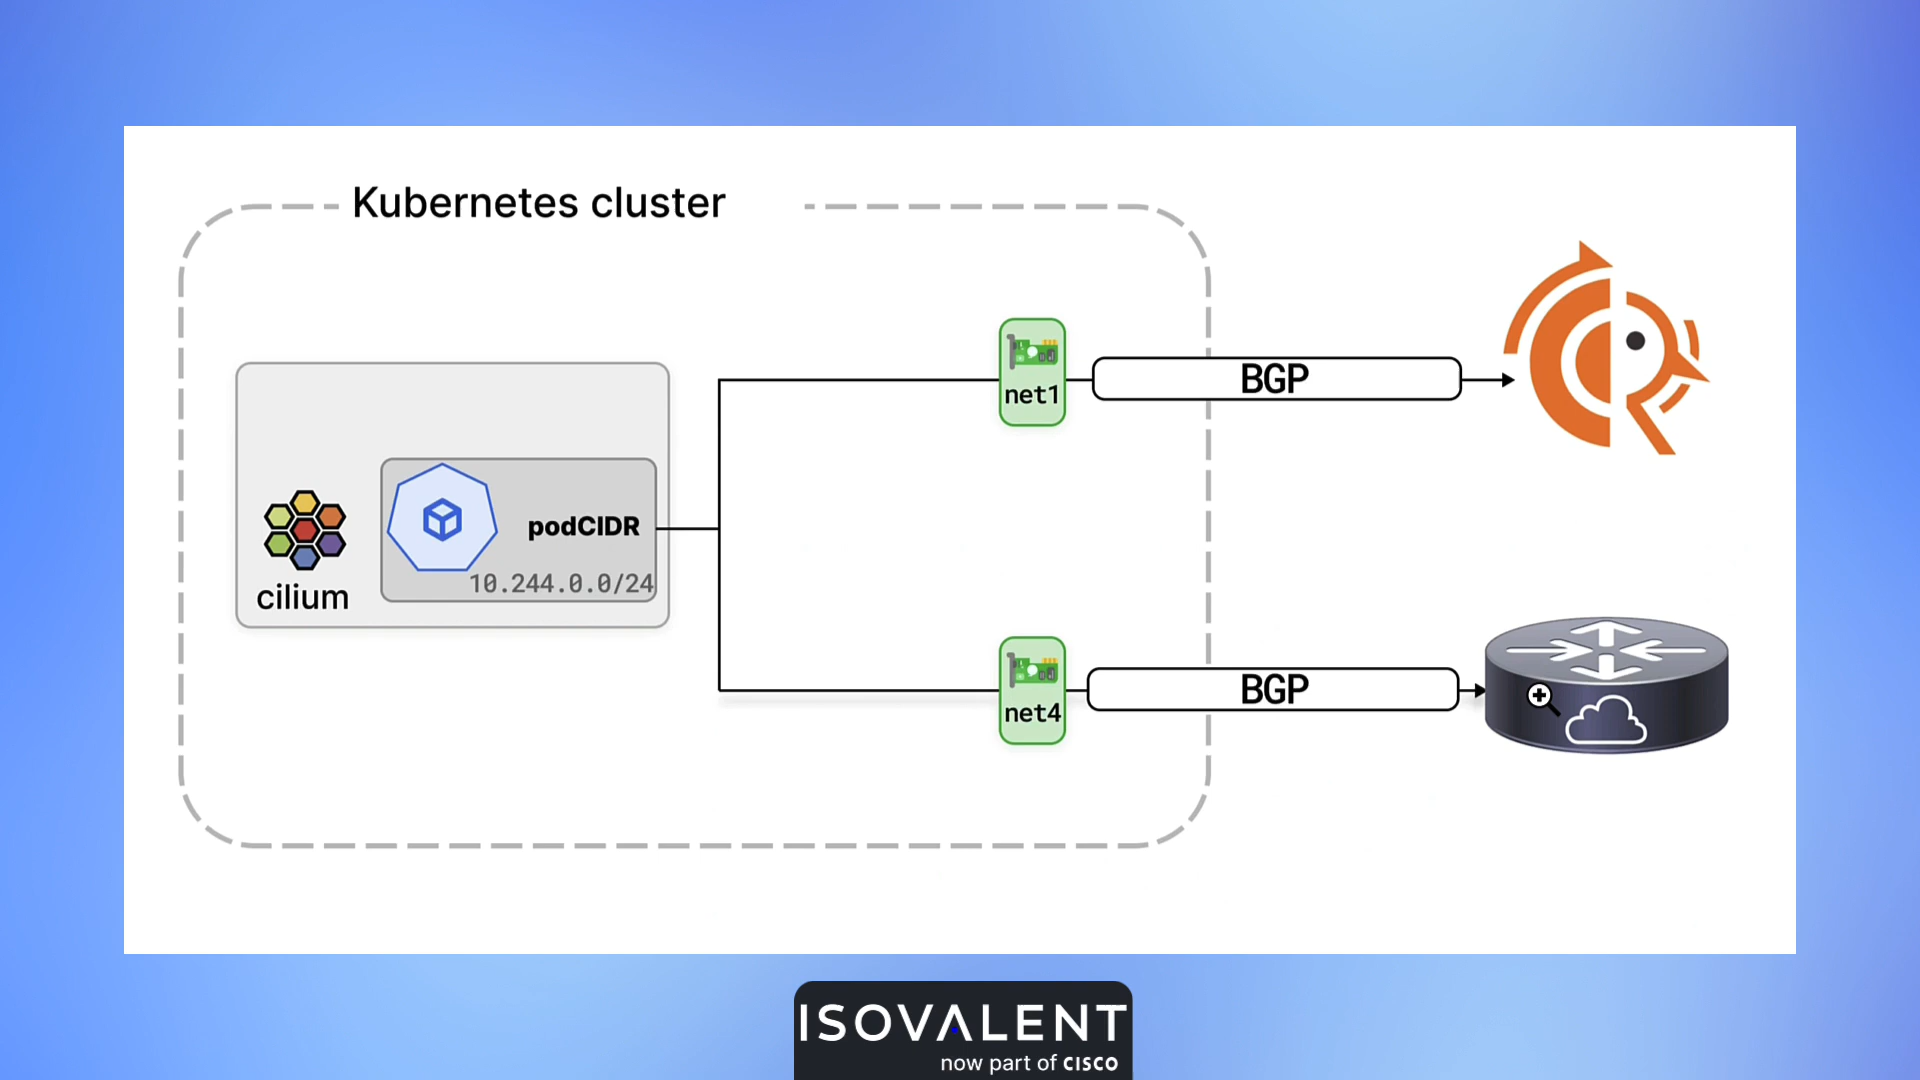 Kubernetes cluster
net1
BGP
podCIDR
10.244.0.0/24
cilium
net4
BGP
ISOVALENT
now part of CISCO